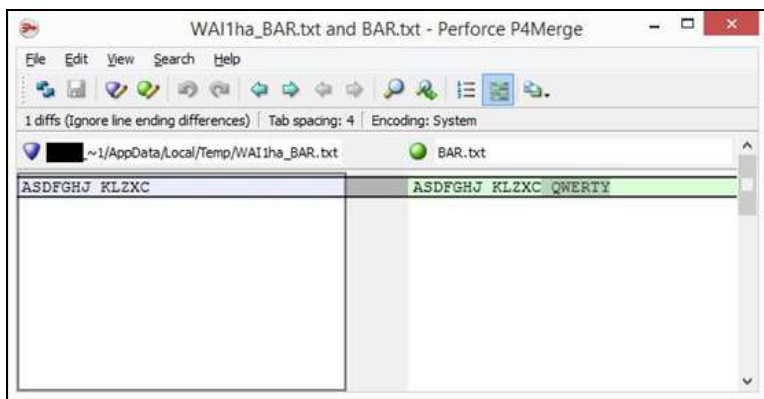 WAI1ha_BAR.txt and BAR.txt - Perforce P4Merge
File Edit View Search Help
1 diffs (Ignore line ending differences) Tab spacing: 4 Encoding: System
~1/AppData/Local/Temp/WAI1ha_BAR.txt BAR.txt
ASDFGHJ KLZXC ASDFGHJ KLZXC QWERTY